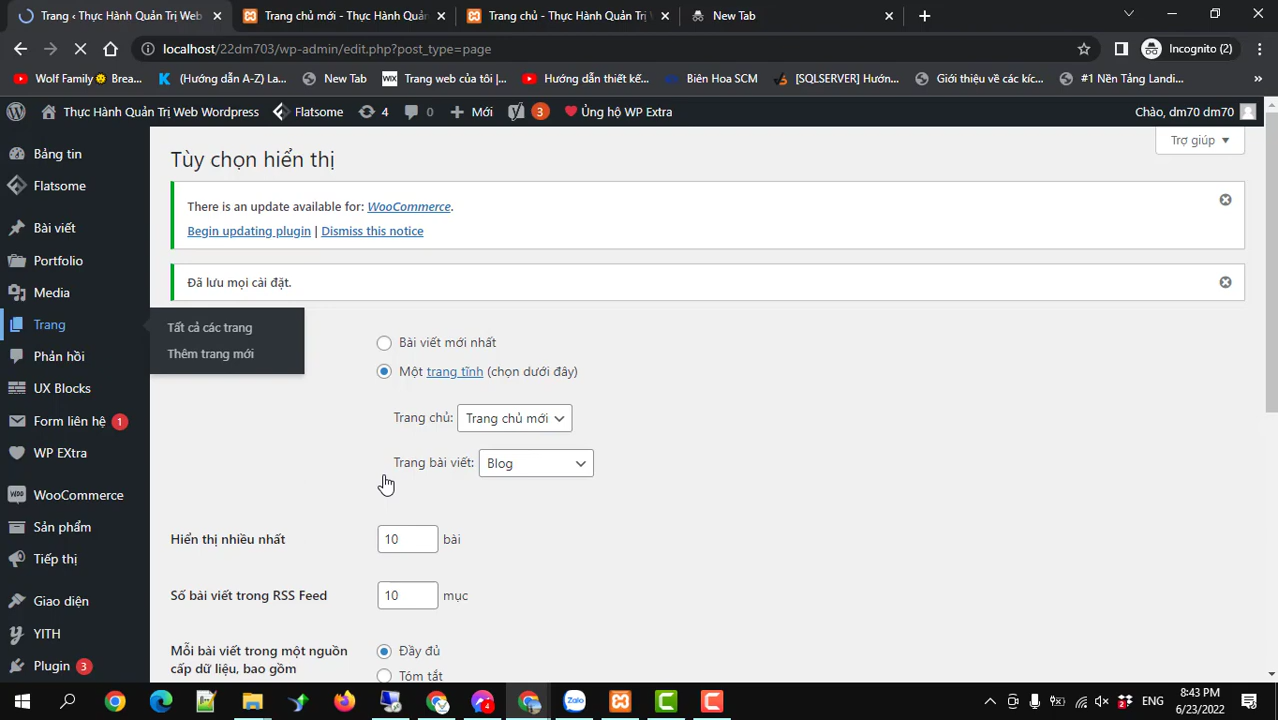 Trang ‹ Thực Hành Quản Trị Web
Trang chủ mới - Thực Hành Quản
Trang chủ - Thực Hành Quản Trị V
New Tab
localhost/22dm703/wp-admin/edit.php?post_type=page
Incognito (2)
Wolf Family🐵 Brea...
(Hướng dẫn A-Z) La...
New Tab
WIX
Trang web của tôi |...
Hướng dẫn thiết kế...
Biên Hoa SCM
[SQLSERVER] Hướn...
Giới thiệu về các kíc...
#1 Nền Tảng Landi...
»
Thực Hành Quản Trị Web Wordpress
Flatsome
4
0
Mới
3
Ủng hộ WP Extra
Chào, dm70 dm70
Bảng tin
Flatsome
Bài viết
Portfolio
Media
Trang
Phản hồi
UX Blocks
Form liên hệ 1
WP EXtra
WooCommerce
Sản phẩm
Tiếp thị
Giao diện
YITH
Plugin 3
Tất cả các trang
Thêm trang mới
Trợ giúp
Tùy chọn hiển thị
There is an update available for: WooCommerce.
Begin updating plugin | Dismiss this notice
Đã lưu mọi cài đặt.
Bài viết mới nhất
Một trang tĩnh (chọn dưới đây)
Trang chủ: Trang chủ mới
Trang bài viết: Blog
Hiển thị nhiều nhất 10 bài
Số bài viết trong RSS Feed 10 mục
Mỗi bài viết trong một nguồn
cấp dữ liệu, bao gồm
Đầy đủ
Tóm tắt
Zalo
4
2
ENG
8:43 PM
6/23/2022